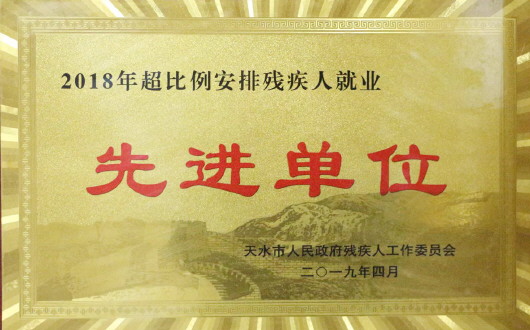 2018年超比例安排残疾人就业
先进单位
天水市人民政府残疾人工作委员会
二〇一九年四月